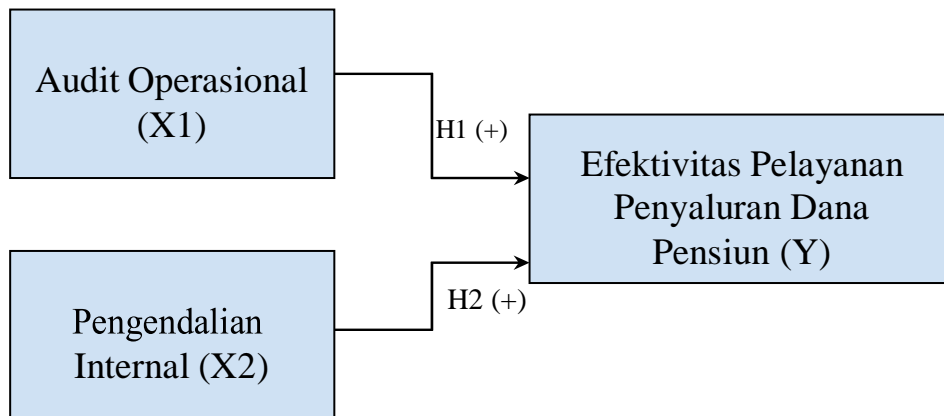 Audit Operasional
(X1)
H1 (+)
Efektivitas Pelayanan
Penyaluran Dana
Pensiun (Y)
H2 (+)
Pengendalian
Internal (X2)